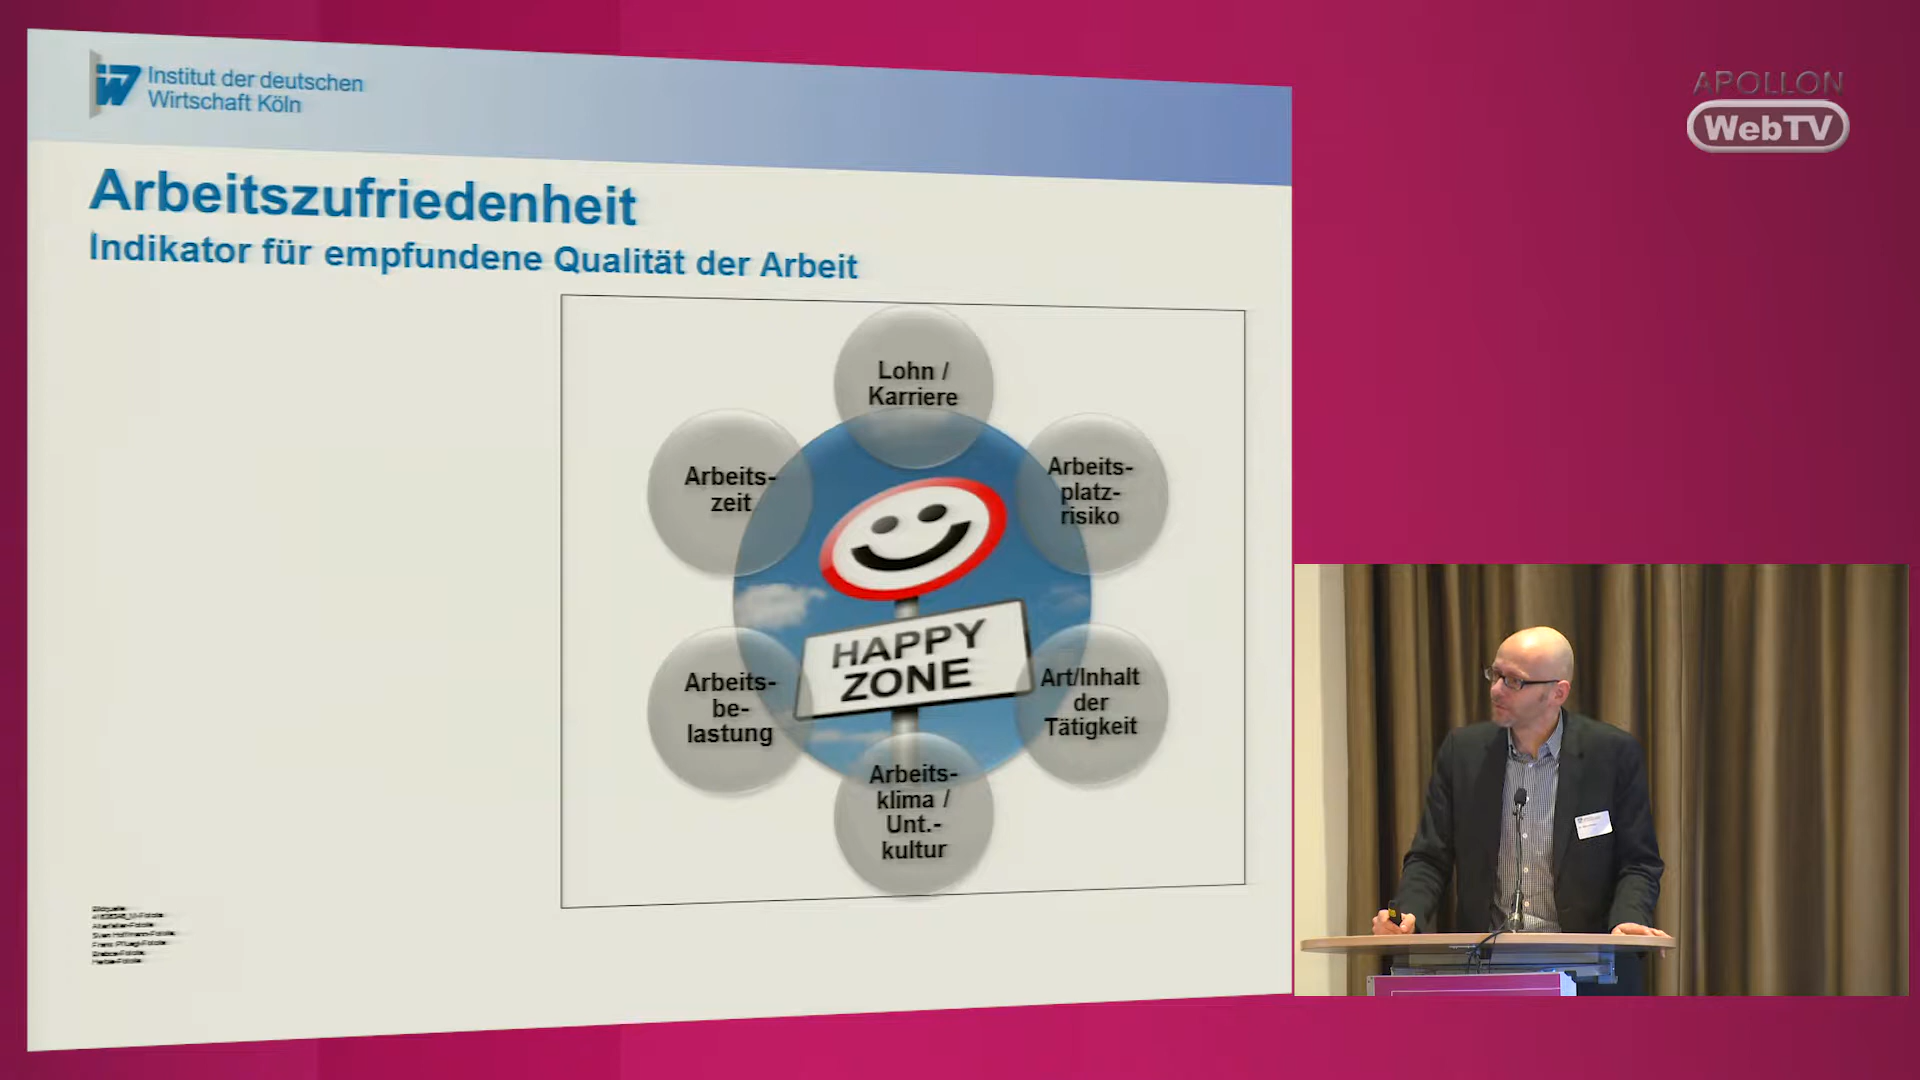 Institut der deutschen
Wirtschaft Köln
APOLLON
WebTV
Arbeitszufriedenheit
Indikator für empfundene Qualität der Arbeit
Lohn /
Karriere
Arbeits-
zeit
Arbeits-
platz-
risiko
HAPPY
ZONE
Arbeits-
be-
lastung
Art/Inhalt
der
Tätigkeit
Arbeits-
klima /
Unt.-
kultur